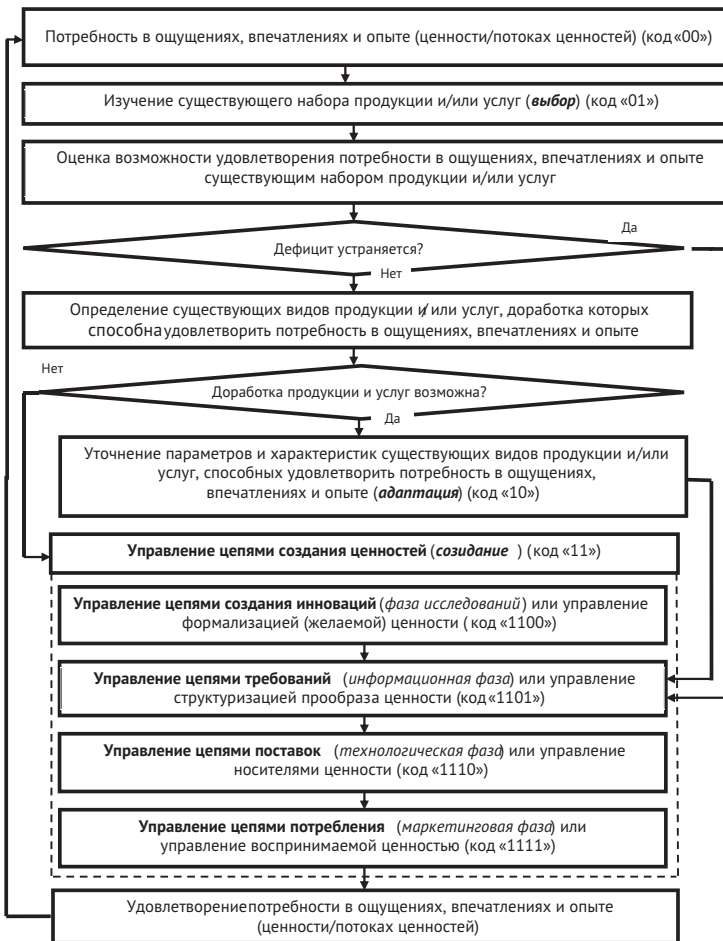 Потребность в ощущениях, впечатлениях и опыте (ценности/потоках ценностей) (код «00»)
Изучение существующего набора продукции и/или услуг (выбор) (код «01»)
Оценка возможности удовлетворения потребности в ощущениях, впечатлениях и опыте
существующим набором продукции и/или услуг
Да
Дефицит устраняется?
Нет
Определение существующих видов продукции и/или услуг, доработка которых
способна удовлетворить потребность в ощущениях, впечатлениях и опыте
Нет
Доработка продукции и услуг возможна?
Да
Уточнение параметров и характеристик существующих видов продукции и/или
услуг, способных удовлетворить потребность в ощущениях,
впечатлениях и опыте (адаптация) (код «10»)
Управление цепями создания ценностей (созидание ) (код «11»)
Управление цепями создания инноваций (фаза исследований) или управление
формализацией (желаемой) ценности ( код «1100»)
Управление цепями требований (информационная фаза) или управление
структуризацией прообраза ценности (код «1101»)
Управление цепями поставок (технологическая фаза) или управление
носителями ценности (код «1110»)
Управление цепями потребления (маркетинговая фаза) или
управление воспринимаемой ценностью (код «1111»)
Удовлетворение потребности в ощущениях, впечатлениях и опыте
(ценности/потоках ценностей)